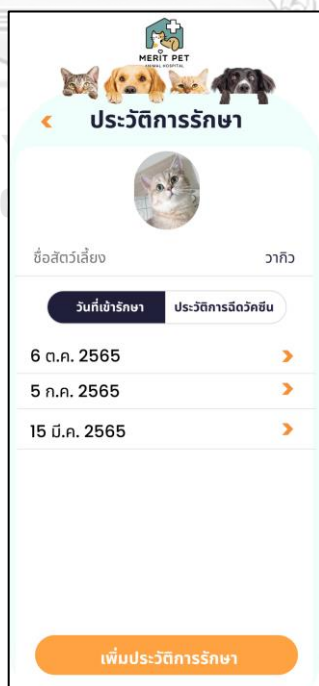 MERIT PET
ANIMAL HOSPITAL
ประวัติการรักษา
ชื่อสัตว์เลี้ยง วากิว
วันที่เข้ารักษา ประวัติการฉีดวัคซีน
6 ต.ค. 2565
5 ก.ค. 2565
15 มี.ค. 2565
เพิ่มประวัติการรักษา